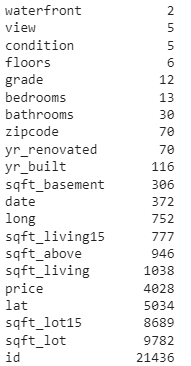 waterfront 2
view 5
condition 5
floors 6
grade 12
bedrooms 13
bathrooms 30
zipcode 70
yr_renovated 70
yr_built 116
sqft_basement 306
date 372
long 752
sqft_living15 777
sqft_above 946
sqft_living 1038
price 4028
lat 5034
sqft_lot15 8689
sqft_lot 9782
id 21436